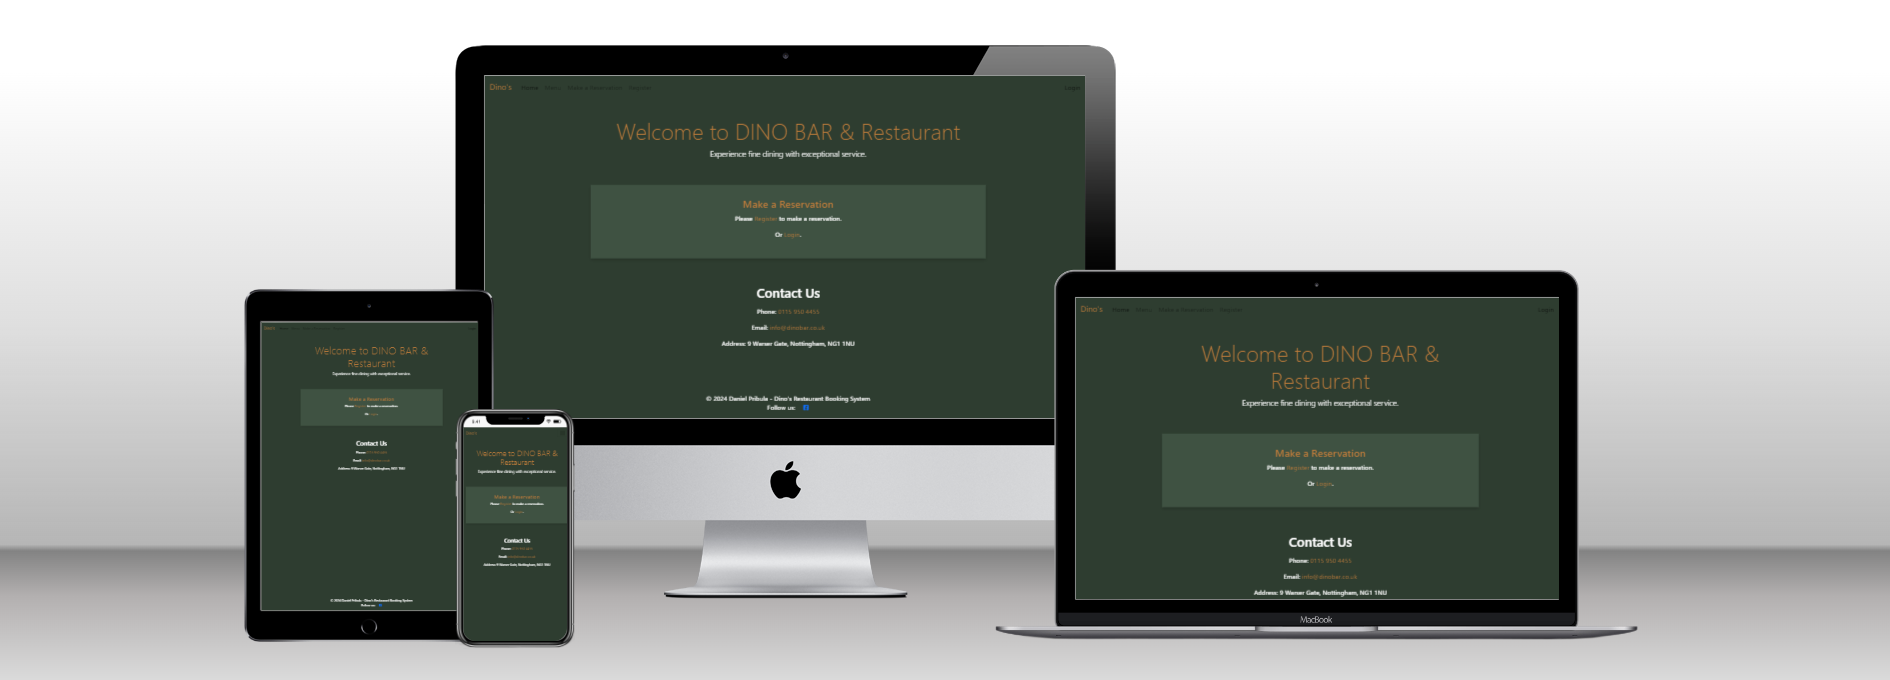 Dino's Home Menu Make a Reservation Login
Welcome to DINO BAR & Restaurant
Experience fine dining with exceptional service.
Make a Reservation
Please Register to make a reservation.
Or Login.
Contact Us
Phone: 0115 950 4455
Email: info@dinobar.co.uk
Address: 9 Warser Gate, Nottingham, NG1 1NU
© 2024 Daniel Pribula - Dino's Restaurant Booking System
Follow us:
Dino's
Welcome to DINO BAR &
Restaurant
Experience fine dining with exceptional service.
Make a Reservation
Please Register to make a reservation.
Or Login.
Contact Us
Phone:
Email:
Address: 9 Warser Gate, Nottingham, NG1 1NU
© 2024 Daniel Pribula - Dino's Restaurant Booking System
Follow us:
9:41
Welcome to DINO BAR &
Restaurant
Experience fine dining with exceptional service.
Make a Reservation
Please Register to make a reservation.
Or Login.
Contact Us
Phone:
Email:
Address: 9 Warser Gate, Nottingham, NG1 1NU
Dino's Home Menu Make a Reservation Login
Welcome to DINO BAR &
Restaurant
Experience fine dining with exceptional service.
Make a Reservation
Please Register to make a reservation.
Or Login.
Contact Us
Phone: 0115 950 4455
Email: info@dinobar.co.uk
Address: 9 Warser Gate, Nottingham, NG1 1NU
MacBook